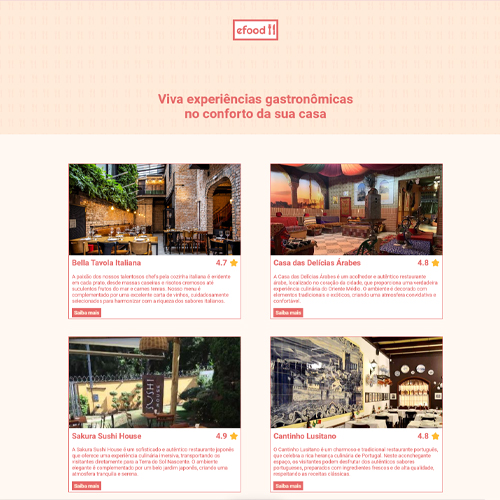 efood
Viva experiências gastronômicas
no conforto da sua casa
Bella Tavola Italiana 4.7
A paixão dos nossos talentosos chefs pela cozinha italiana é evidente
em cada prato, desde massas caseiras e risotos cremosos até
suculentos frutos do mar e carnes tenras. Nosso menu é
complementado por uma excelente carta de vinhos, cuidadosamente
selecionados para harmonizar com a riqueza dos sabores italianos.
Saiba mais
Casa das Delícias Árabes 4.8
A Casa das Delícias Árabes é um acolhedor e autêntico restaurante
árabe, localizado no coração da cidade, que proporciona uma verdadeira
experiência culinária do Oriente Médio. O ambiente é decorado com
elementos tradicionais e exóticos, criando uma atmosfera convidativa e
confortável.
Saiba mais
SUSHI
HOUSE
Sakura Sushi House 4.9
A Sakura Sushi House é um sofisticado e autêntico restaurante japonês
que oferece uma experiência culinária imersiva, transportando os
visitantes diretamente para a Terra do Sol Nascente. O ambiente
elegante é complementado por um belo jardim japonês, criando uma
atmosfera tranquila e serena.
Saiba mais
Cantinho Lusitano 4.8
O Cantinho Lusitano é um charmoso e tradicional restaurante português,
que celebra a rica herança culinária de Portugal. Neste aconchegante
espaço, os visitantes podem desfrutar dos autênticos sabores
portugueses, preparados com ingredientes frescos e de alta qualidade,
respeitando as receitas clássicas.
Saiba mais